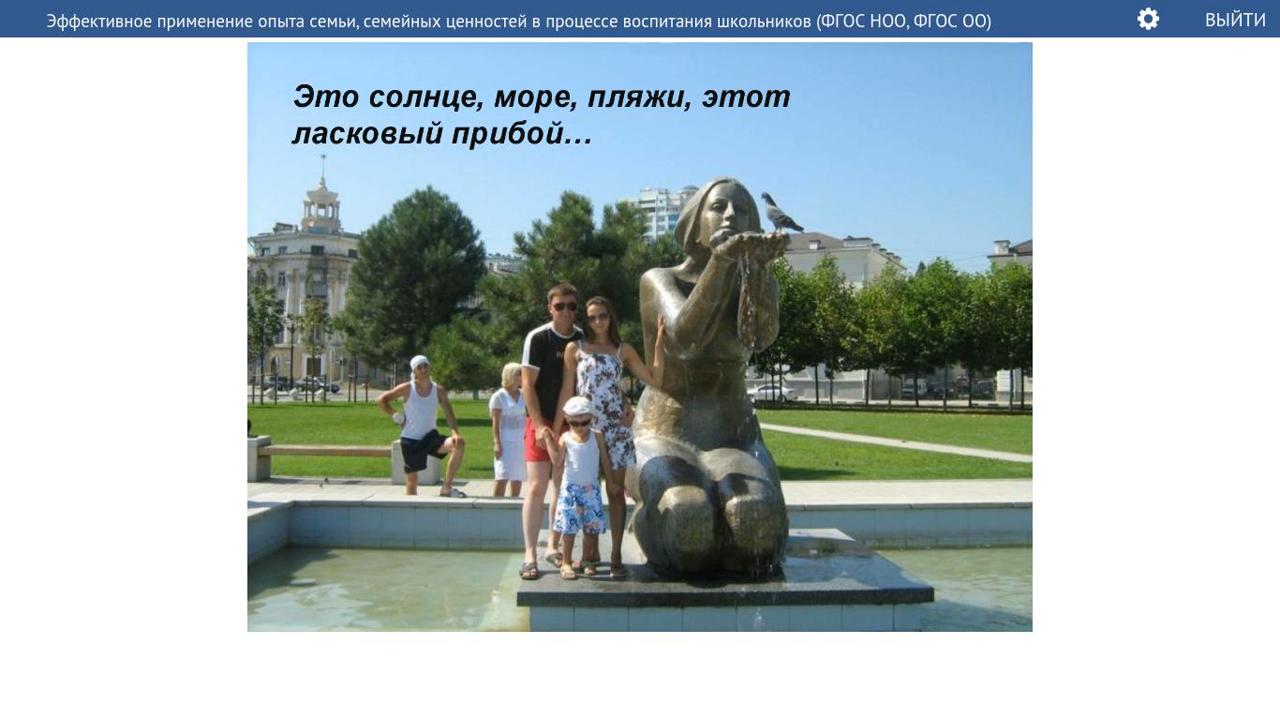 Эффективное применение опыта семьи, семейных ценностей в процессе воспитания школьников (ФГОС НОО, ФГОС ОО)
ВЫЙТИ
Это солнце, море, пляжи, этот
ласковый прибой...